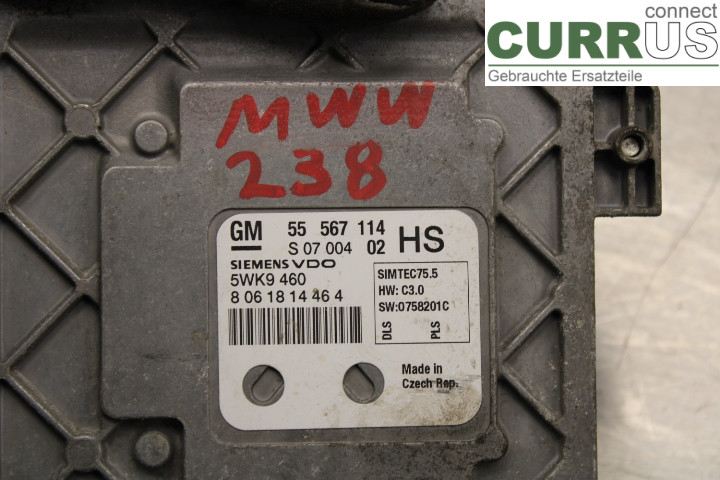 connect
CURRUS
Gebrauchte Ersatzteile
MWW
238
GM 55 567 114
S 07 004 02 HS
SIEMENS VDO
5WK9 460
8 06 18 14 46 4
SIMTEC75.5
HW: C3.0
SW:0758201C
DLS
PLS
Made in
Czech Rep.